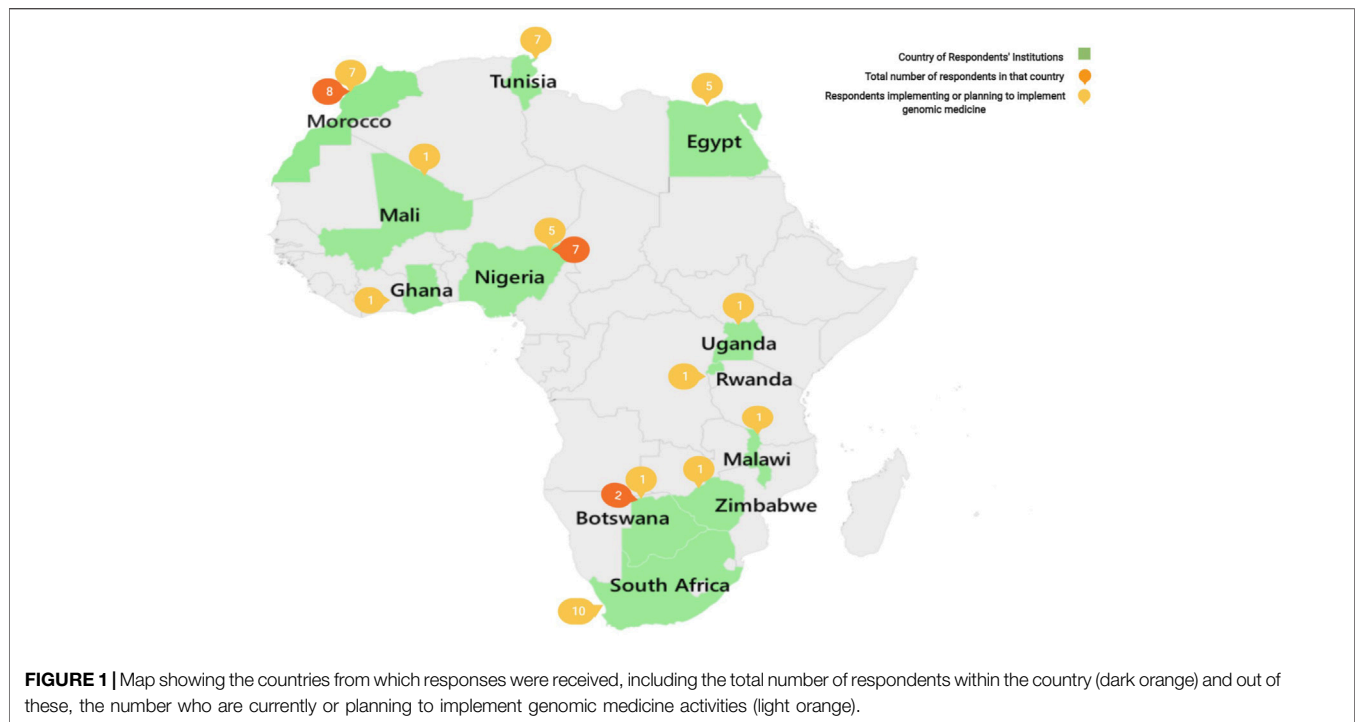 7
Tunisia
Country of Respondents' Institutions
Total number of respondents in that country
Respondents implementing or planning to implement
genomic medicine
7
8
Morocco
5
Egypt
1
Mali
5
7
Nigeria
Ghana
1
1
Uganda
1
Rwanda
1
Malawi
1
1
2
Zimbabwe
Botswana
South Africa
10
FIGURE 1 | Map showing the countries from which responses were received, including the total number of respondents within the country (dark orange) and out of
these, the number who are currently or planning to implement genomic medicine activities (light orange).